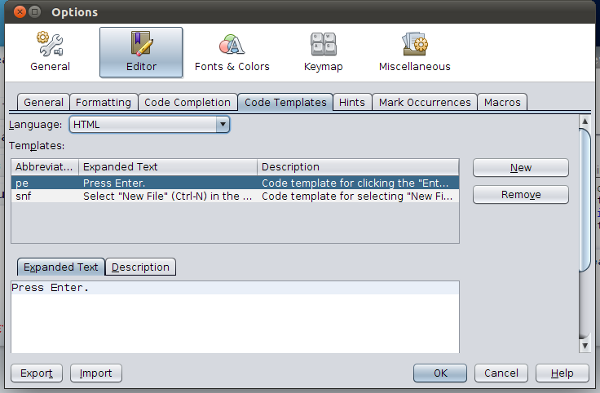 Options
General Editor Fonts & Colors Keymap Miscellaneous
General Formatting Code Completion Code Templates Hints Mark Occurrences Macros
Language: HTML
Templates:
Abbreviat... Expanded Text Description
pe Press Enter. Code template for clicking the "Ent...
snf Select "New File" (Ctrl-N) in the ... Code template for selecting "New Fi...
New
Remove
Expanded Text Description
Press Enter.
Export Import OK Cancel Help